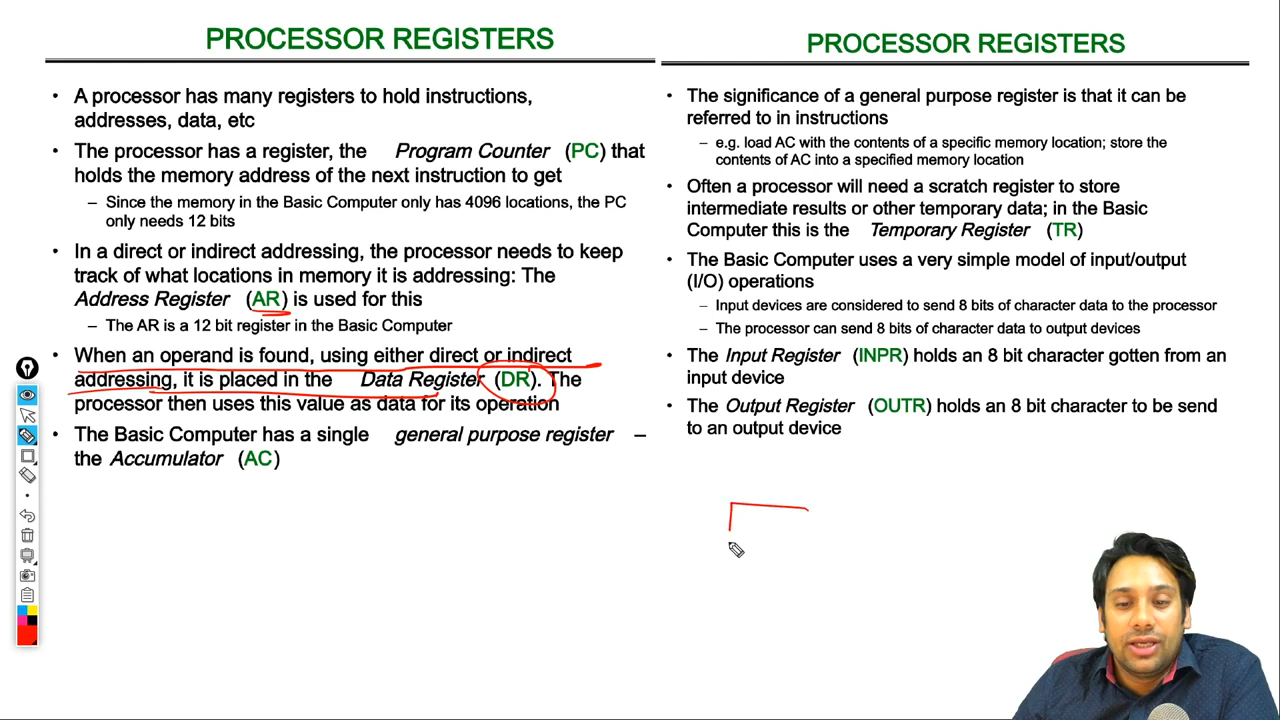 PROCESSOR REGISTERS
• A processor has many registers to hold instructions,
addresses, data, etc
• The processor has a register, the Program Counter (PC) that
holds the memory address of the next instruction to get
– Since the memory in the Basic Computer only has 4096 locations, the PC
only needs 12 bits
• In a direct or indirect addressing, the processor needs to keep
track of what locations in memory it is addressing: The
Address Register (AR) is used for this
– The AR is a 12 bit register in the Basic Computer
• When an operand is found, using either direct or indirect
addressing, it is placed in the Data Register (DR). The
processor then uses this value as data for its operation
• The Basic Computer has a single general purpose register –
the Accumulator (AC)
PROCESSOR REGISTERS
• The significance of a general purpose register is that it can be
referred to in instructions
– e.g. load AC with the contents of a specific memory location; store the
contents of AC into a specified memory location
• Often a processor will need a scratch register to store
intermediate results or other temporary data; in the Basic
Computer this is the Temporary Register (TR)
• The Basic Computer uses a very simple model of input/output
(I/O) operations
– Input devices are considered to send 8 bits of character data to the processor
– The processor can send 8 bits of character data to output devices
• The Input Register (INPR) holds an 8 bit character gotten from an
input device
• The Output Register (OUTR) holds an 8 bit character to be send
to an output device